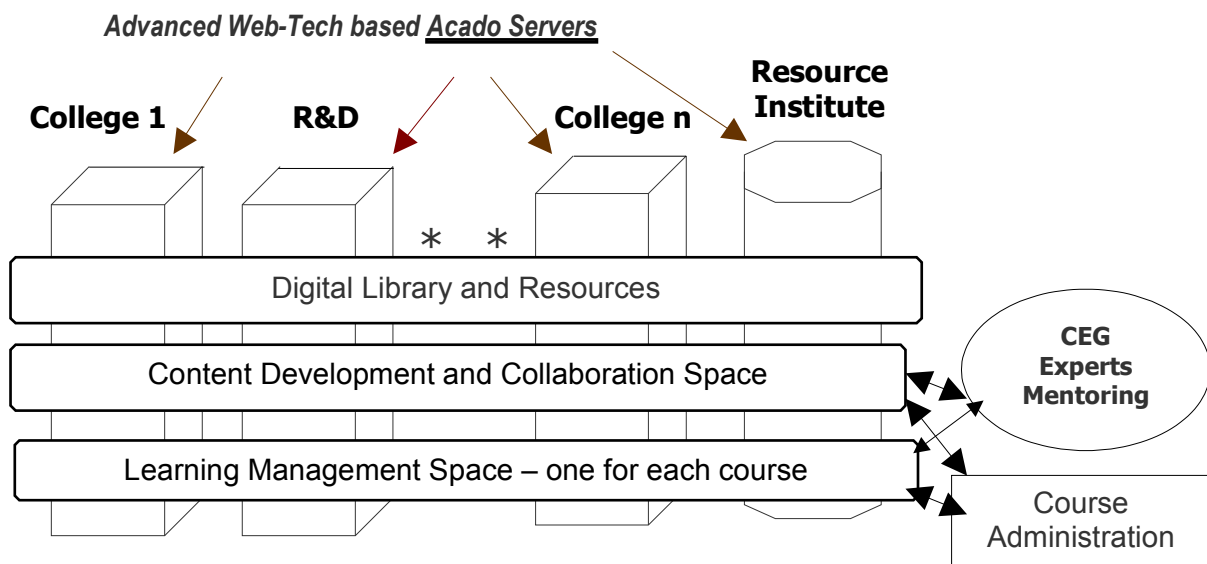 Advanced Web-Tech based Acado Servers
Resource
Institute
College 1
R&D
College n
* *
Digital Library and Resources
CEG
Experts
Mentoring
Content Development and Collaboration Space
Learning Management Space – one for each course
Course
Administration